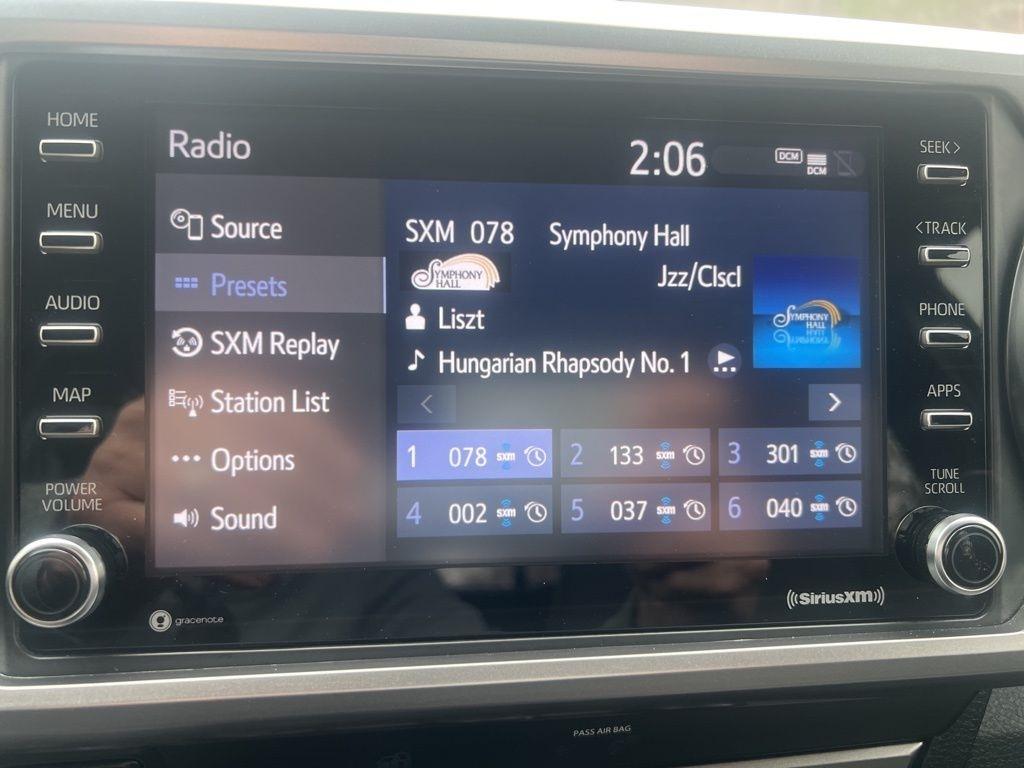 HOME
MENU
AUDIO
MAP
POWER
VOLUME
Radio
2:06
DCM
DCM
Source
Presets
SXM Replay
Station List
Options
Sound
SXM 078 Symphony Hall
SYMPHONY
HALL
Jzz/Clscl
SYMPHONY
HALL
Liszt
Hungarian Rhapsody No. 1
<
>
1 078 SXM
2 133 SXM
3 301 SXM
4 002 SXM
5 037 SXM
6 040 SXM
SEEK >
< TRACK
PHONE
APPS
TUNE
SCROLL
g gracenote
((SiriusXM))
PASS AIR BAG